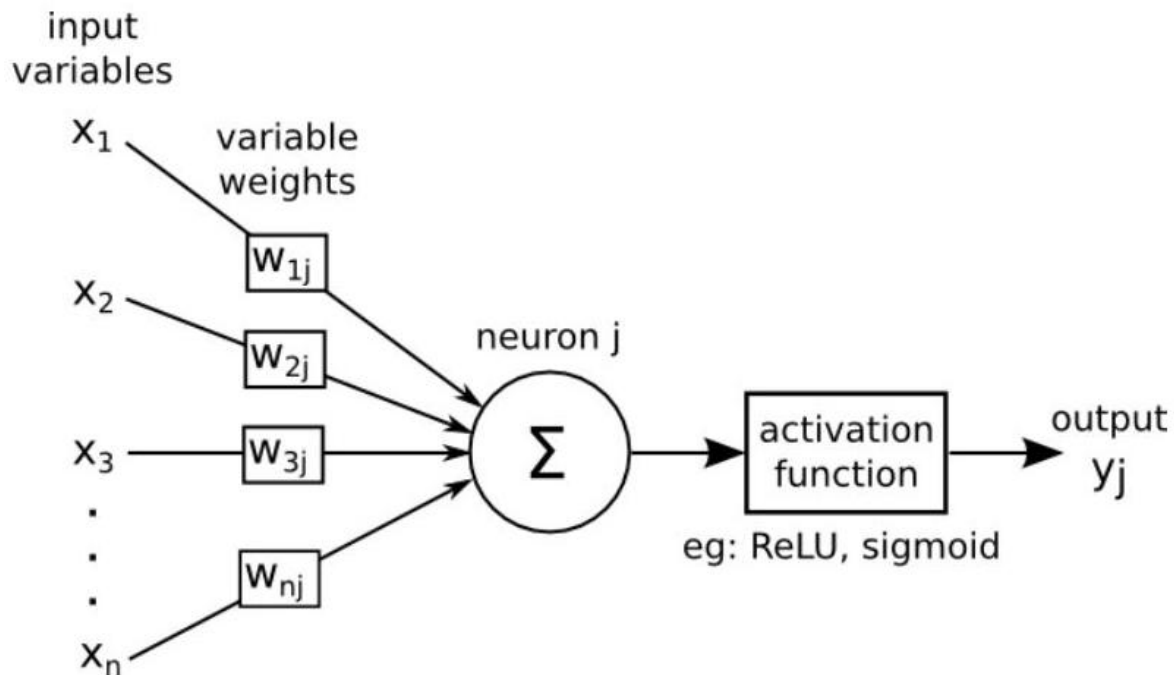 input
variables
x₁
variable
weights
w₁ⱼ
x₂
w₂ⱼ
neuron j
x₃
w₃ⱼ
Σ
activation
function
output
yⱼ
eg: ReLU, sigmoid
.
.
.
wₙⱼ
xₙ